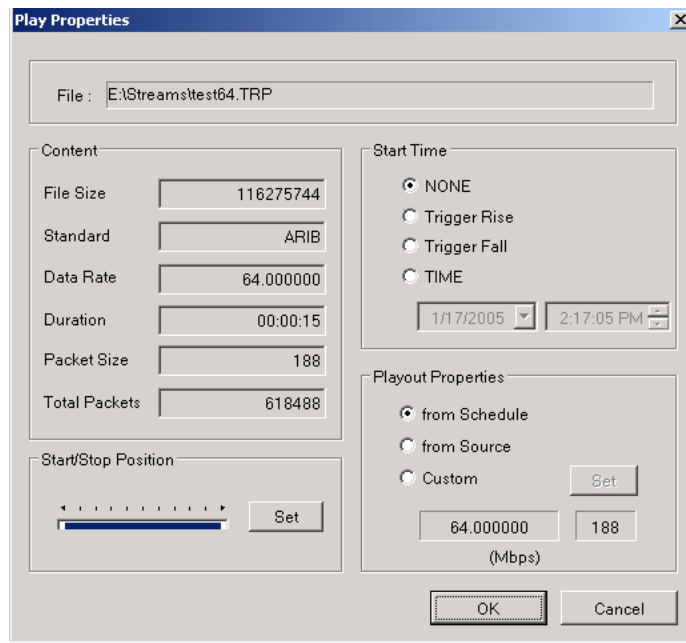 Play Properties
File : E:\Streams\test64.TRP
Content
File Size 116275744
Standard ARIB
Data Rate 64.000000
Duration 00:00:15
Packet Size 188
Total Packets 618488
Start/Stop Position
Set
Start Time
NONE
Trigger Rise
Trigger Fall
TIME
1/17/2005 2:17:05 PM
Playout Properties
from Schedule
from Source
Custom Set
64.000000 188
(Mbps)
OK Cancel